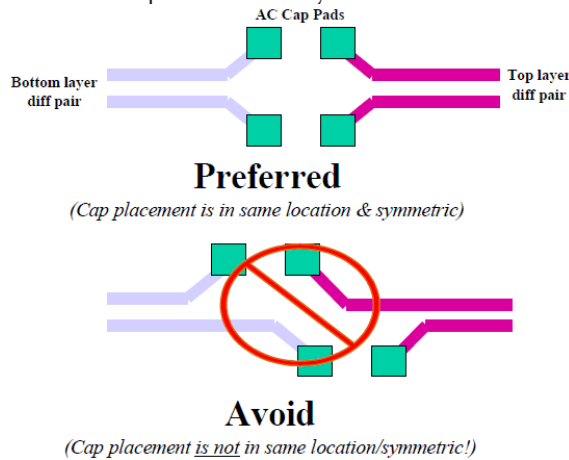 AC Cap Pads
Bottom layer
diff pair
Top layer
diff pair
Preferred
(Cap placement is in same location & symmetric)
Avoid
(Cap placement is not in same location/symmetric!)